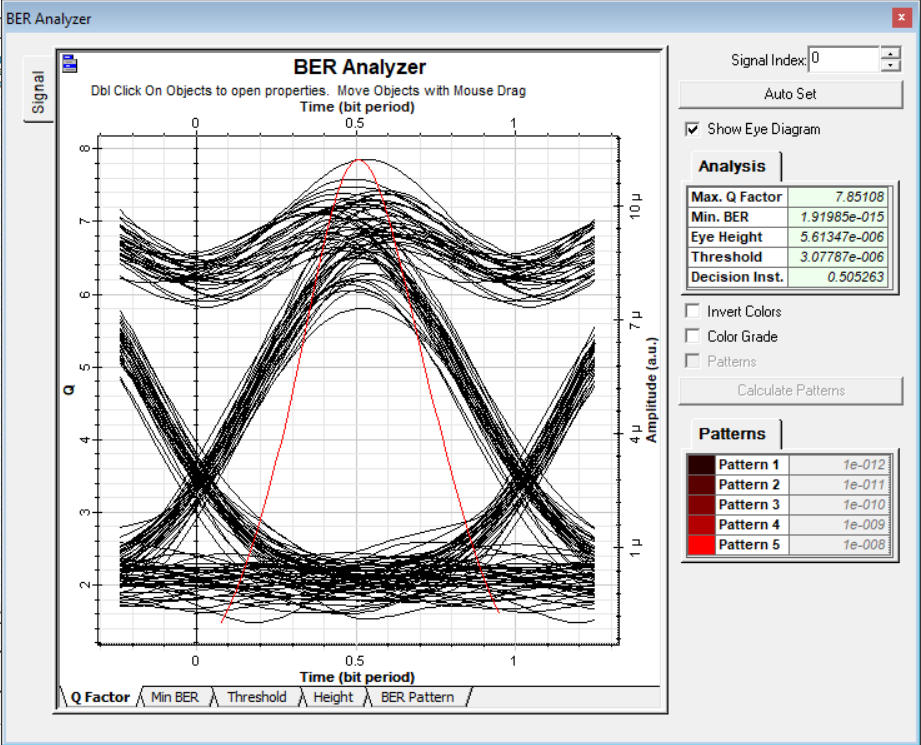 BER Analyzer
Signal
BER Analyzer
Dbl Click On Objects to open properties. Move Objects with Mouse Drag
Time (bit period)
0 0.5 1
8
7
6
5
4
3
2
Q
10 µ
7 µ
4 µ
1 µ
Amplitude (a.u.)
0 0.5 1
Time (bit period)
Q Factor Min BER Threshold Height BER Pattern
Signal Index: 0
Auto Set
Show Eye Diagram
Analysis
Max. Q Factor 7.85108
Min. BER 1.91985e-015
Eye Height 5.61347e-006
Threshold 3.07787e-006
Decision Inst. 0.505263
Invert Colors
Color Grade
Patterns
Calculate Patterns
Patterns
Pattern 1 1e-012
Pattern 2 1e-011
Pattern 3 1e-010
Pattern 4 1e-009
Pattern 5 1e-008